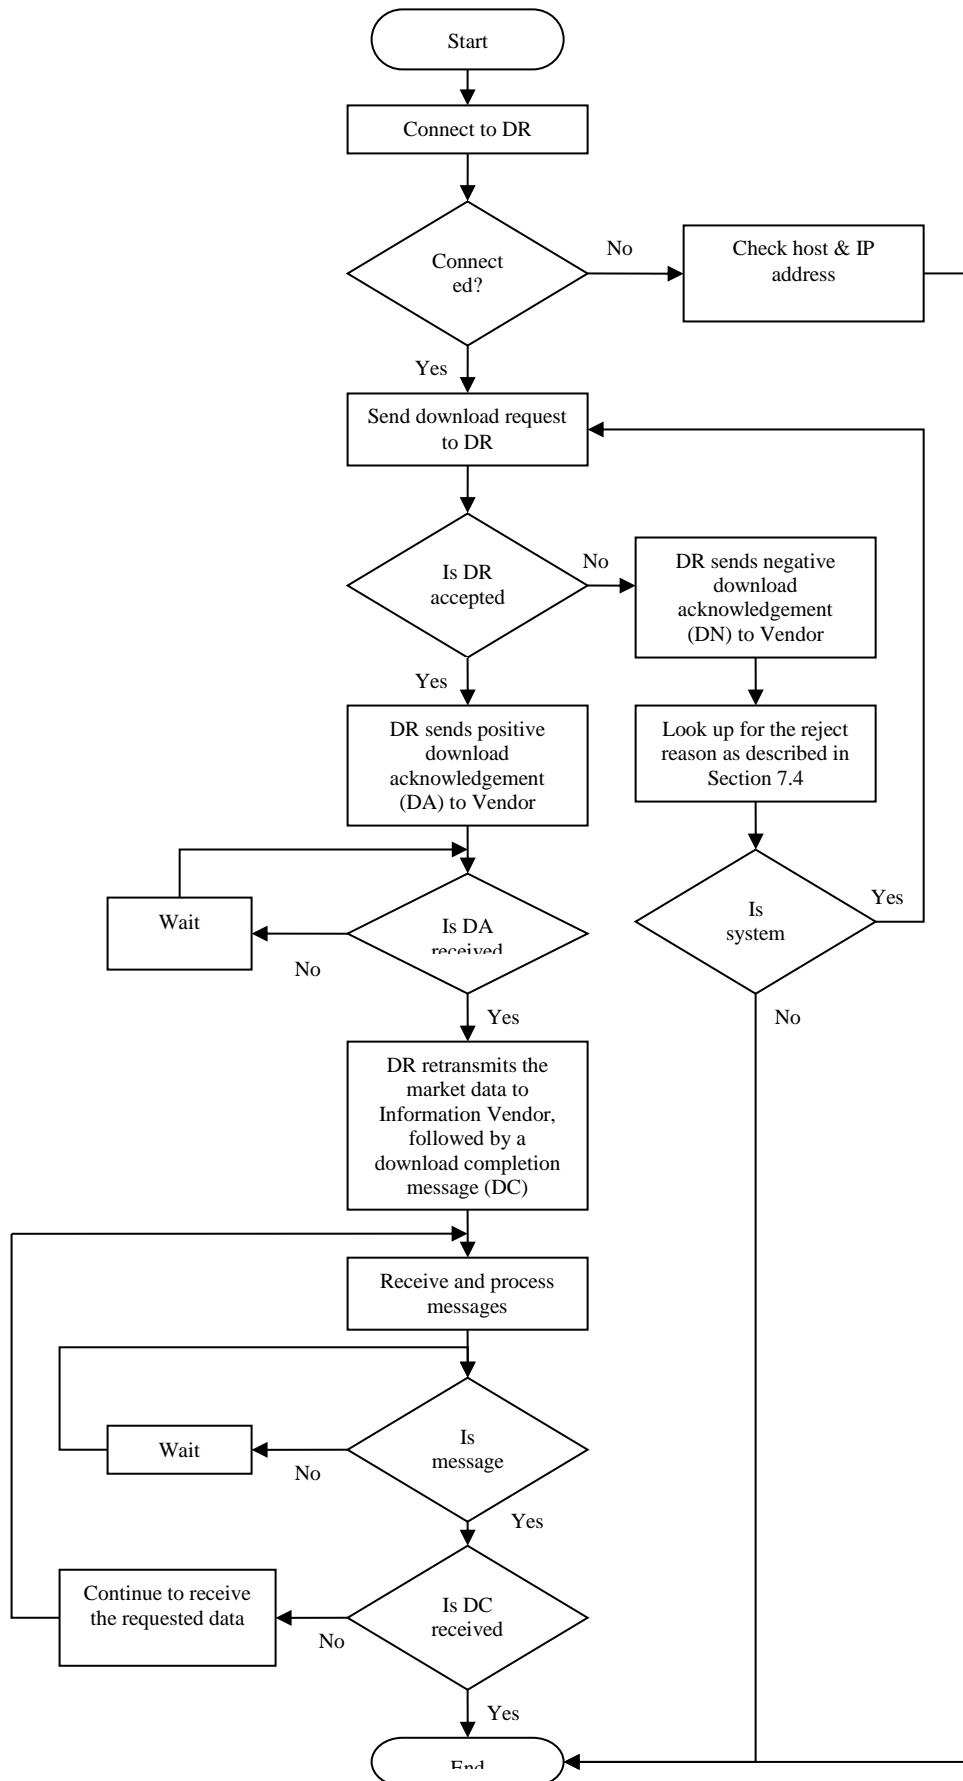 Start
Connect to DR
Connect
ed?
No
Check host & IP
address
Yes
Send download request
to DR
Is DR
accepted
No
DR sends negative
download
acknowledgement
(DN) to Vendor
Yes
DR sends positive
download
acknowledgement
(DA) to Vendor
Look up for the reject
reason as described in
Section 7.4
Wait
Is DA
received
No
Is
system
Yes
Yes
No
DR retransmits the
market data to
Information Vendor,
followed by a
download completion
message (DC)
Receive and process
messages
Wait
No
Is
message
Yes
Continue to receive
the requested data
No
Is DC
received
Yes
End